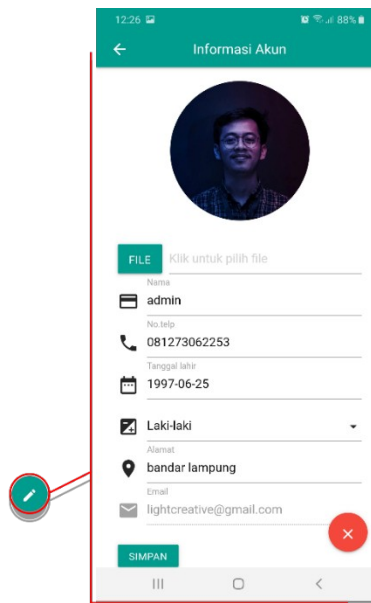 12:26 88%
Informasi Akun
FILE Klik untuk pilih file
Nama
admin
No.telp
081273062253
Tanggal lahir
1997-06-25
Laki-laki
Alamat
bandar lampung
Email
lightcreative@gmail.com
SIMPAN